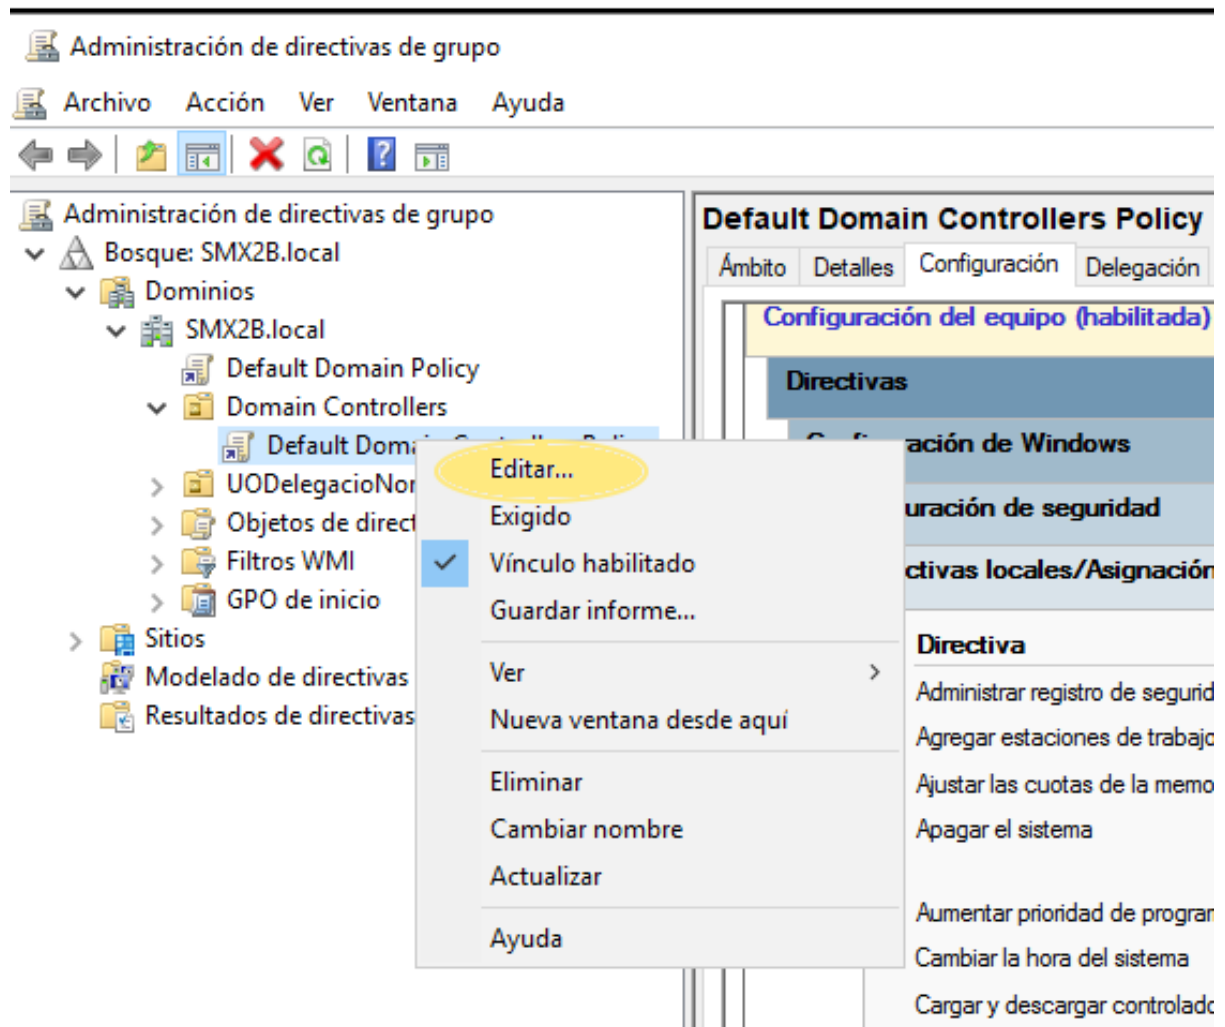 Administración de directivas de grupo
Archivo Acción Ver Ventana Ayuda
Administración de directivas de grupo
Bosque: SMX2B.local
Dominios
SMX2B.local
Default Domain Policy
Domain Controllers
Default
UODelegacioNor
Objetos de direct
Filtros WMI
GPO de inicio
Sitios
Modelado de directivas
Resultados de directivas
Editar...
Exigido
Vínculo habilitado
Guardar informe...
Ver
Nueva ventana desde aquí
Eliminar
Cambiar nombre
Actualizar
Ayuda
Default Domain Controllers Policy
Ámbito Detalles Configuración Delegación
Configuración del equipo (habilitada)
Directivas
ación de Windows
uración de seguridad
ctivas locales/Asignación
Directiva
Administrar registro de segurid
Agregar estaciones de trabajo
Ajustar las cuotas de la memo
Apagar el sistema
Aumentar prioridad de program
Cambiar la hora del sistema
Cargar y descargar controlado